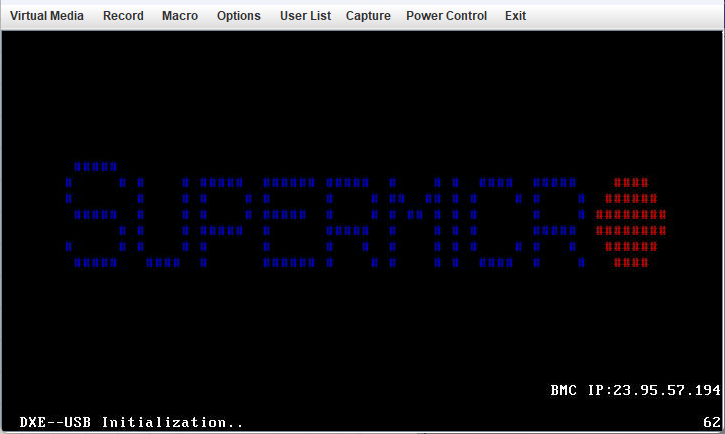 Virtual Media Record Macro Options User List Capture Power Control Exit
SUPERMICR
BMC IP:23.95.57.194
DXE--USB Initialization.. 62